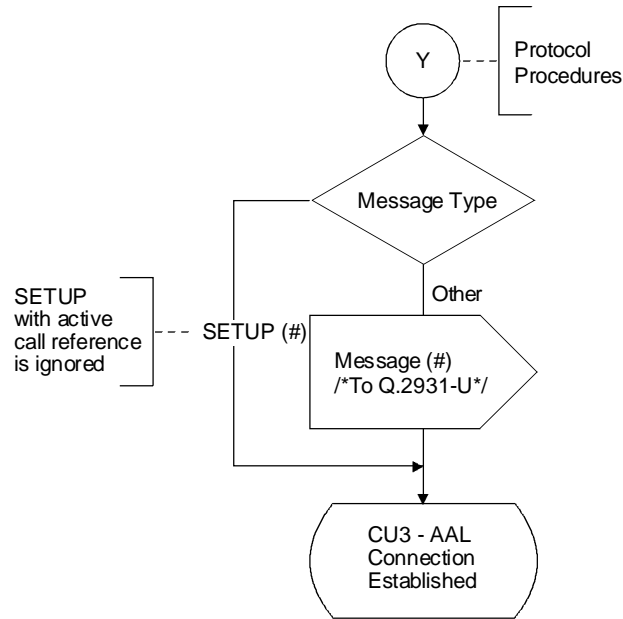 Y
Protocol
Procedures
Message Type
Other
SETUP
with active
call reference
is ignored
SETUP (#)
Message (#)
/*To Q.2931-U*/
CU3 - AAL
Connection
Established